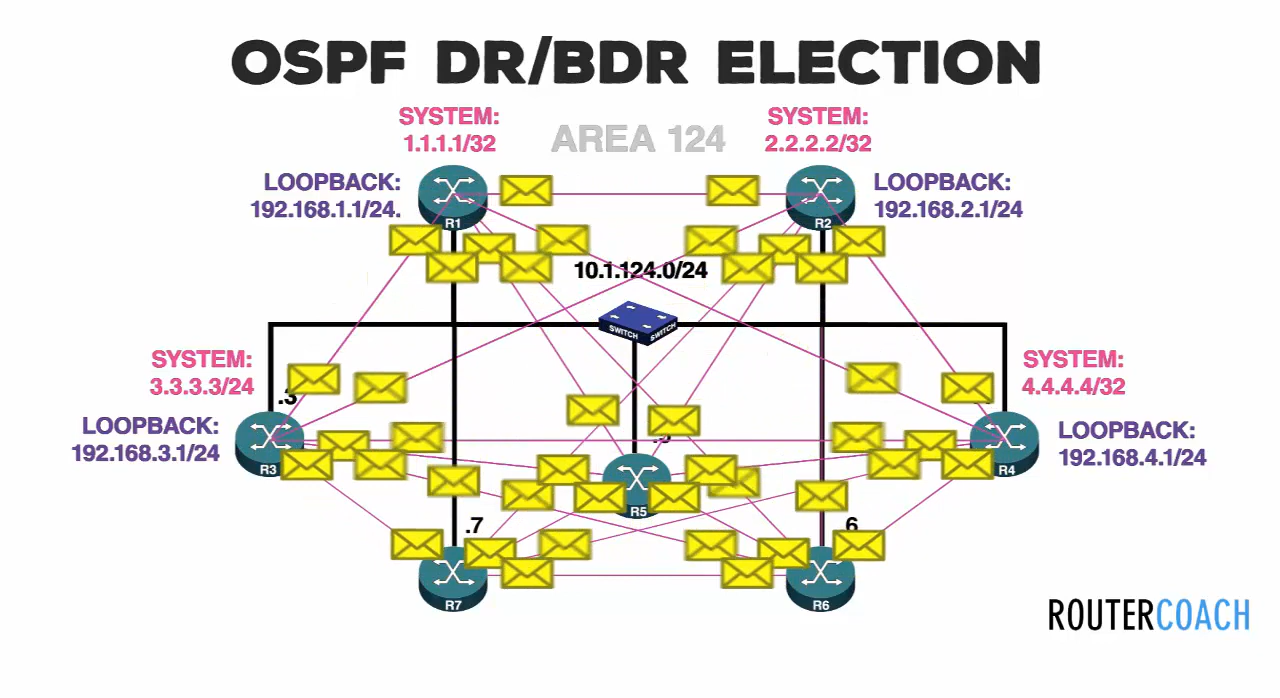 OSPF DR/BDR ELECTION
SYSTEM:
1.1.1.1/32
AREA 124
SYSTEM:
2.2.2.2/32
LOOPBACK:
192.168.1.1/24.
R1
R2
LOOPBACK:
192.168.2.1/24
10.1.124.0/24
SWITCH SWITCH
SYSTEM:
3.3.3.3/24
.3
SYSTEM:
4.4.4.4/32
LOOPBACK:
192.168.3.1/24
R3
R4
LOOPBACK:
192.168.4.1/24
R5
.7
6
R7
R6
ROUTERCOACH